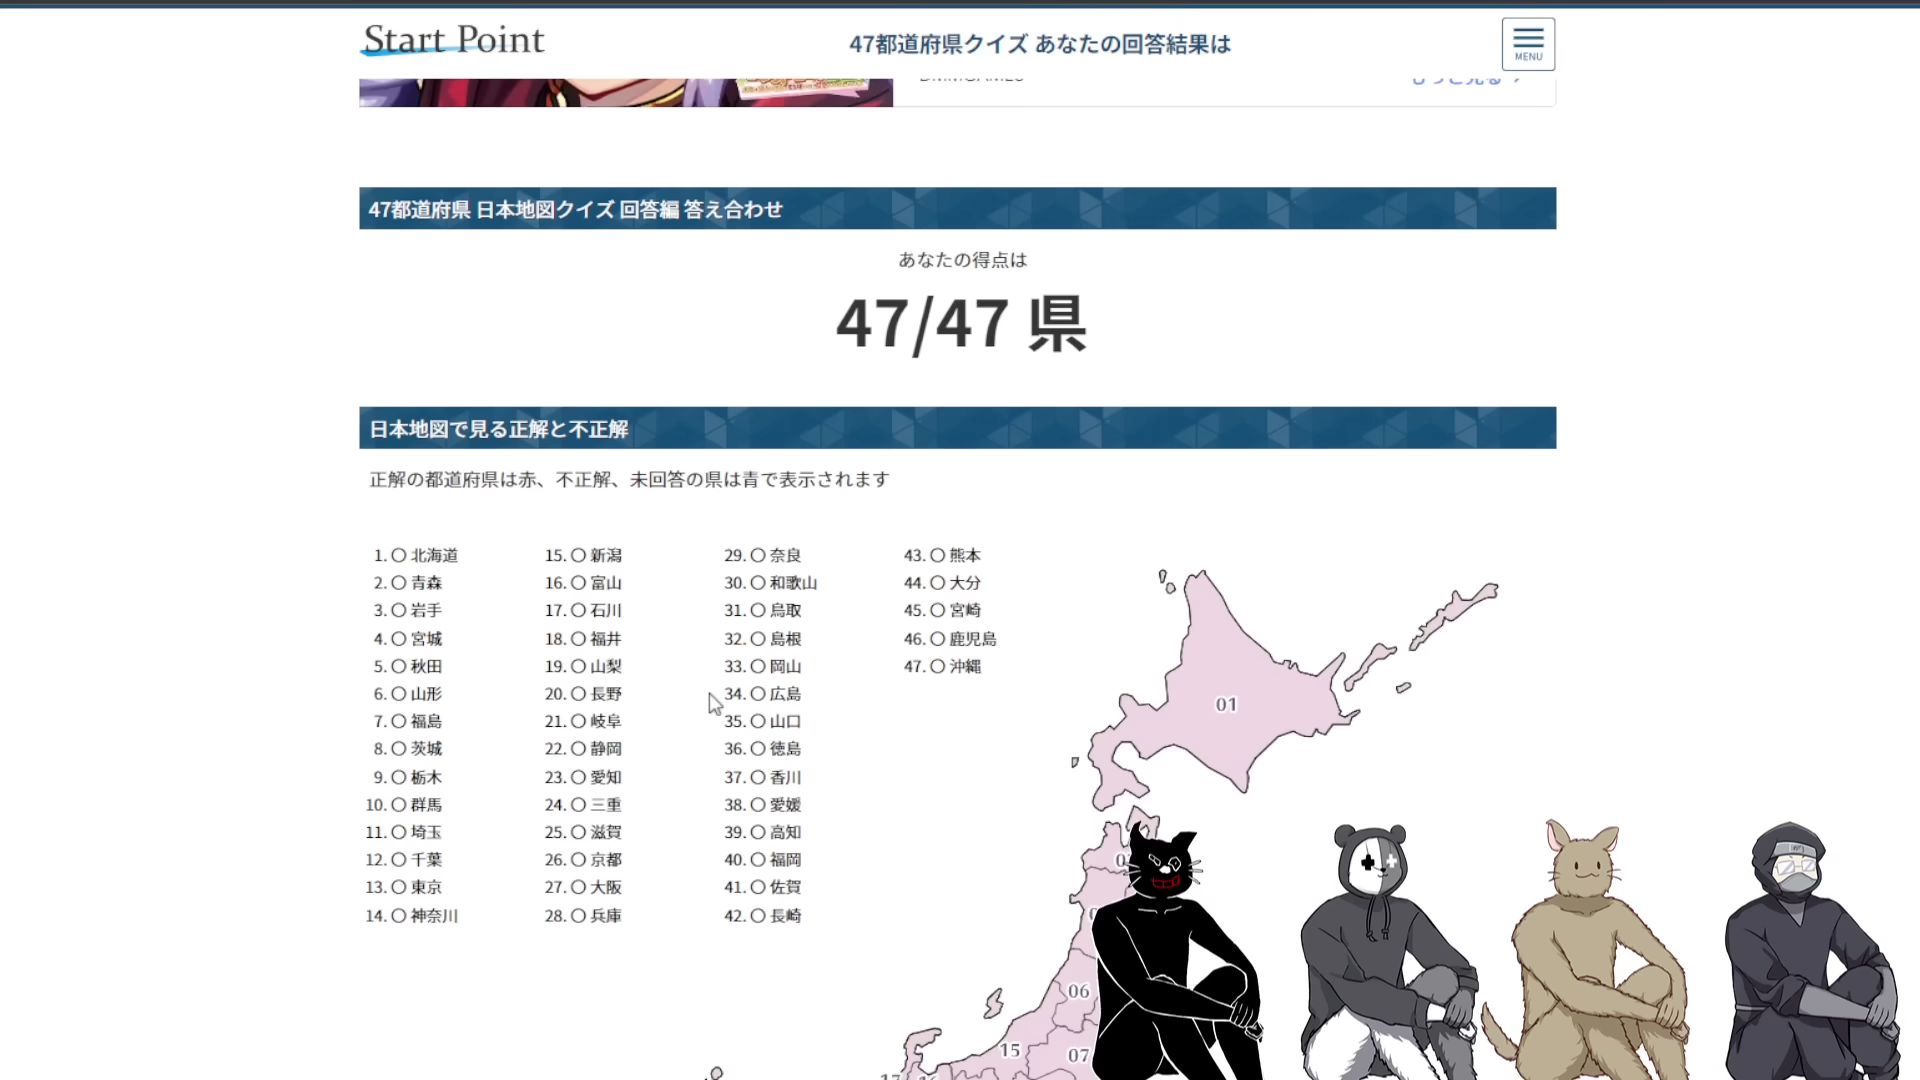 Start Point
47都道府県クイズ あなたの回答結果は
MENU
もっと見る
47都道府県 日本地図クイズ 回答編 答え合わせ
あなたの得点は
47/47 県
日本地図で見る正解と不正解
正解の都道府県は赤、不正解、未回答の県は青で表示されます
1. 〇 北海道
2. 〇 青森
3. 〇 岩手
4. 〇 宮城
5. 〇 秋田
6. 〇 山形
7. 〇 福島
8. 〇 茨城
9. 〇 栃木
10. 〇 群馬
11. 〇 埼玉
12. 〇 千葉
13. 〇 東京
14. 〇 神奈川
15. 〇 新潟
16. 〇 富山
17. 〇 石川
18. 〇 福井
19. 〇 山梨
20. 〇 長野
21. 〇 岐阜
22. 〇 静岡
23. 〇 愛知
24. 〇 三重
25. 〇 滋賀
26. 〇 京都
27. 〇 大阪
28. 〇 兵庫
29. 〇 奈良
30. 〇 和歌山
31. 〇 鳥取
32. 〇 島根
33. 〇 岡山
34. 〇 広島
35. 〇 山口
36. 〇 徳島
37. 〇 香川
38. 〇 愛媛
39. 〇 高知
40. 〇 福岡
41. 〇 佐賀
42. 〇 長崎
43. 〇 熊本
44. 〇 大分
45. 〇 宮崎
46. 〇 鹿児島
47. 〇 沖縄
01
06
15
07